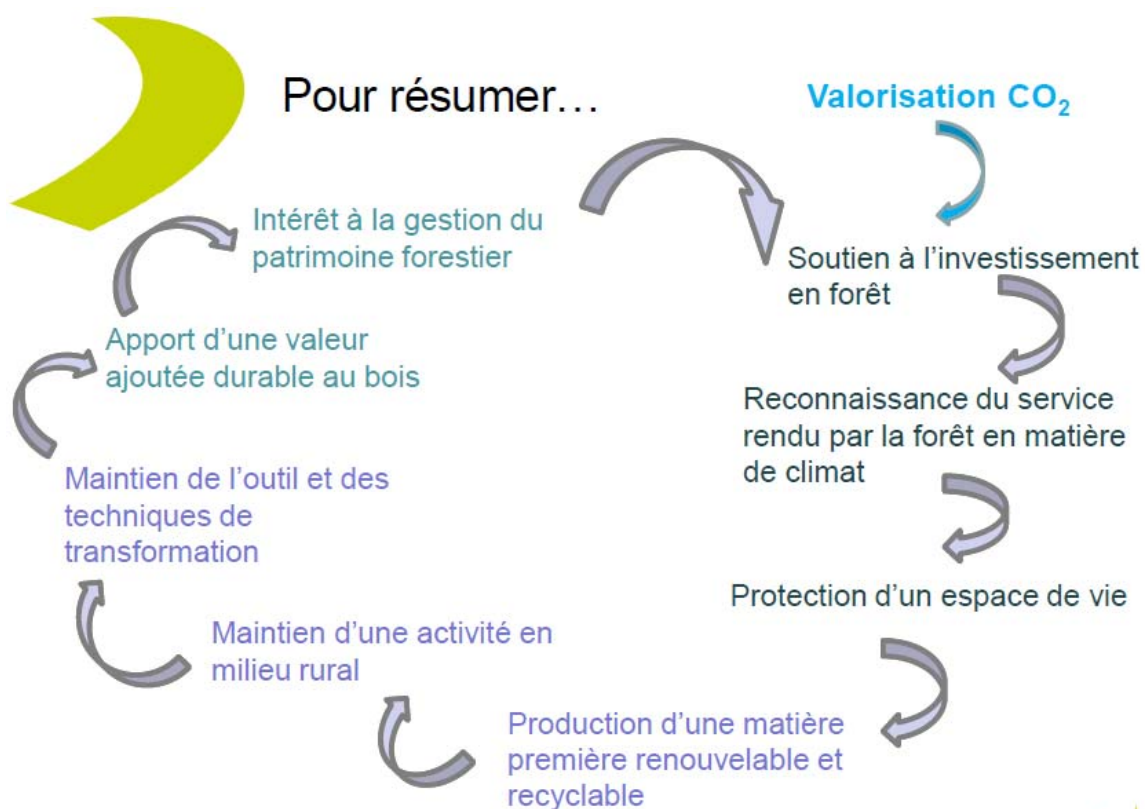 Pour résumer…
Valorisation CO₂
Soutien à l'investissement
en forêt
Reconnaissance du service
rendu par la forêt en matière
de climat
Protection d'un espace de vie
Production d'une matière
première renouvelable et
recyclable
Maintien d'une activité en
milieu rural
Maintien de l'outil et des
techniques de
transformation
Apport d'une valeur
ajoutée durable au bois
Intérêt à la gestion du
patrimoine forestier